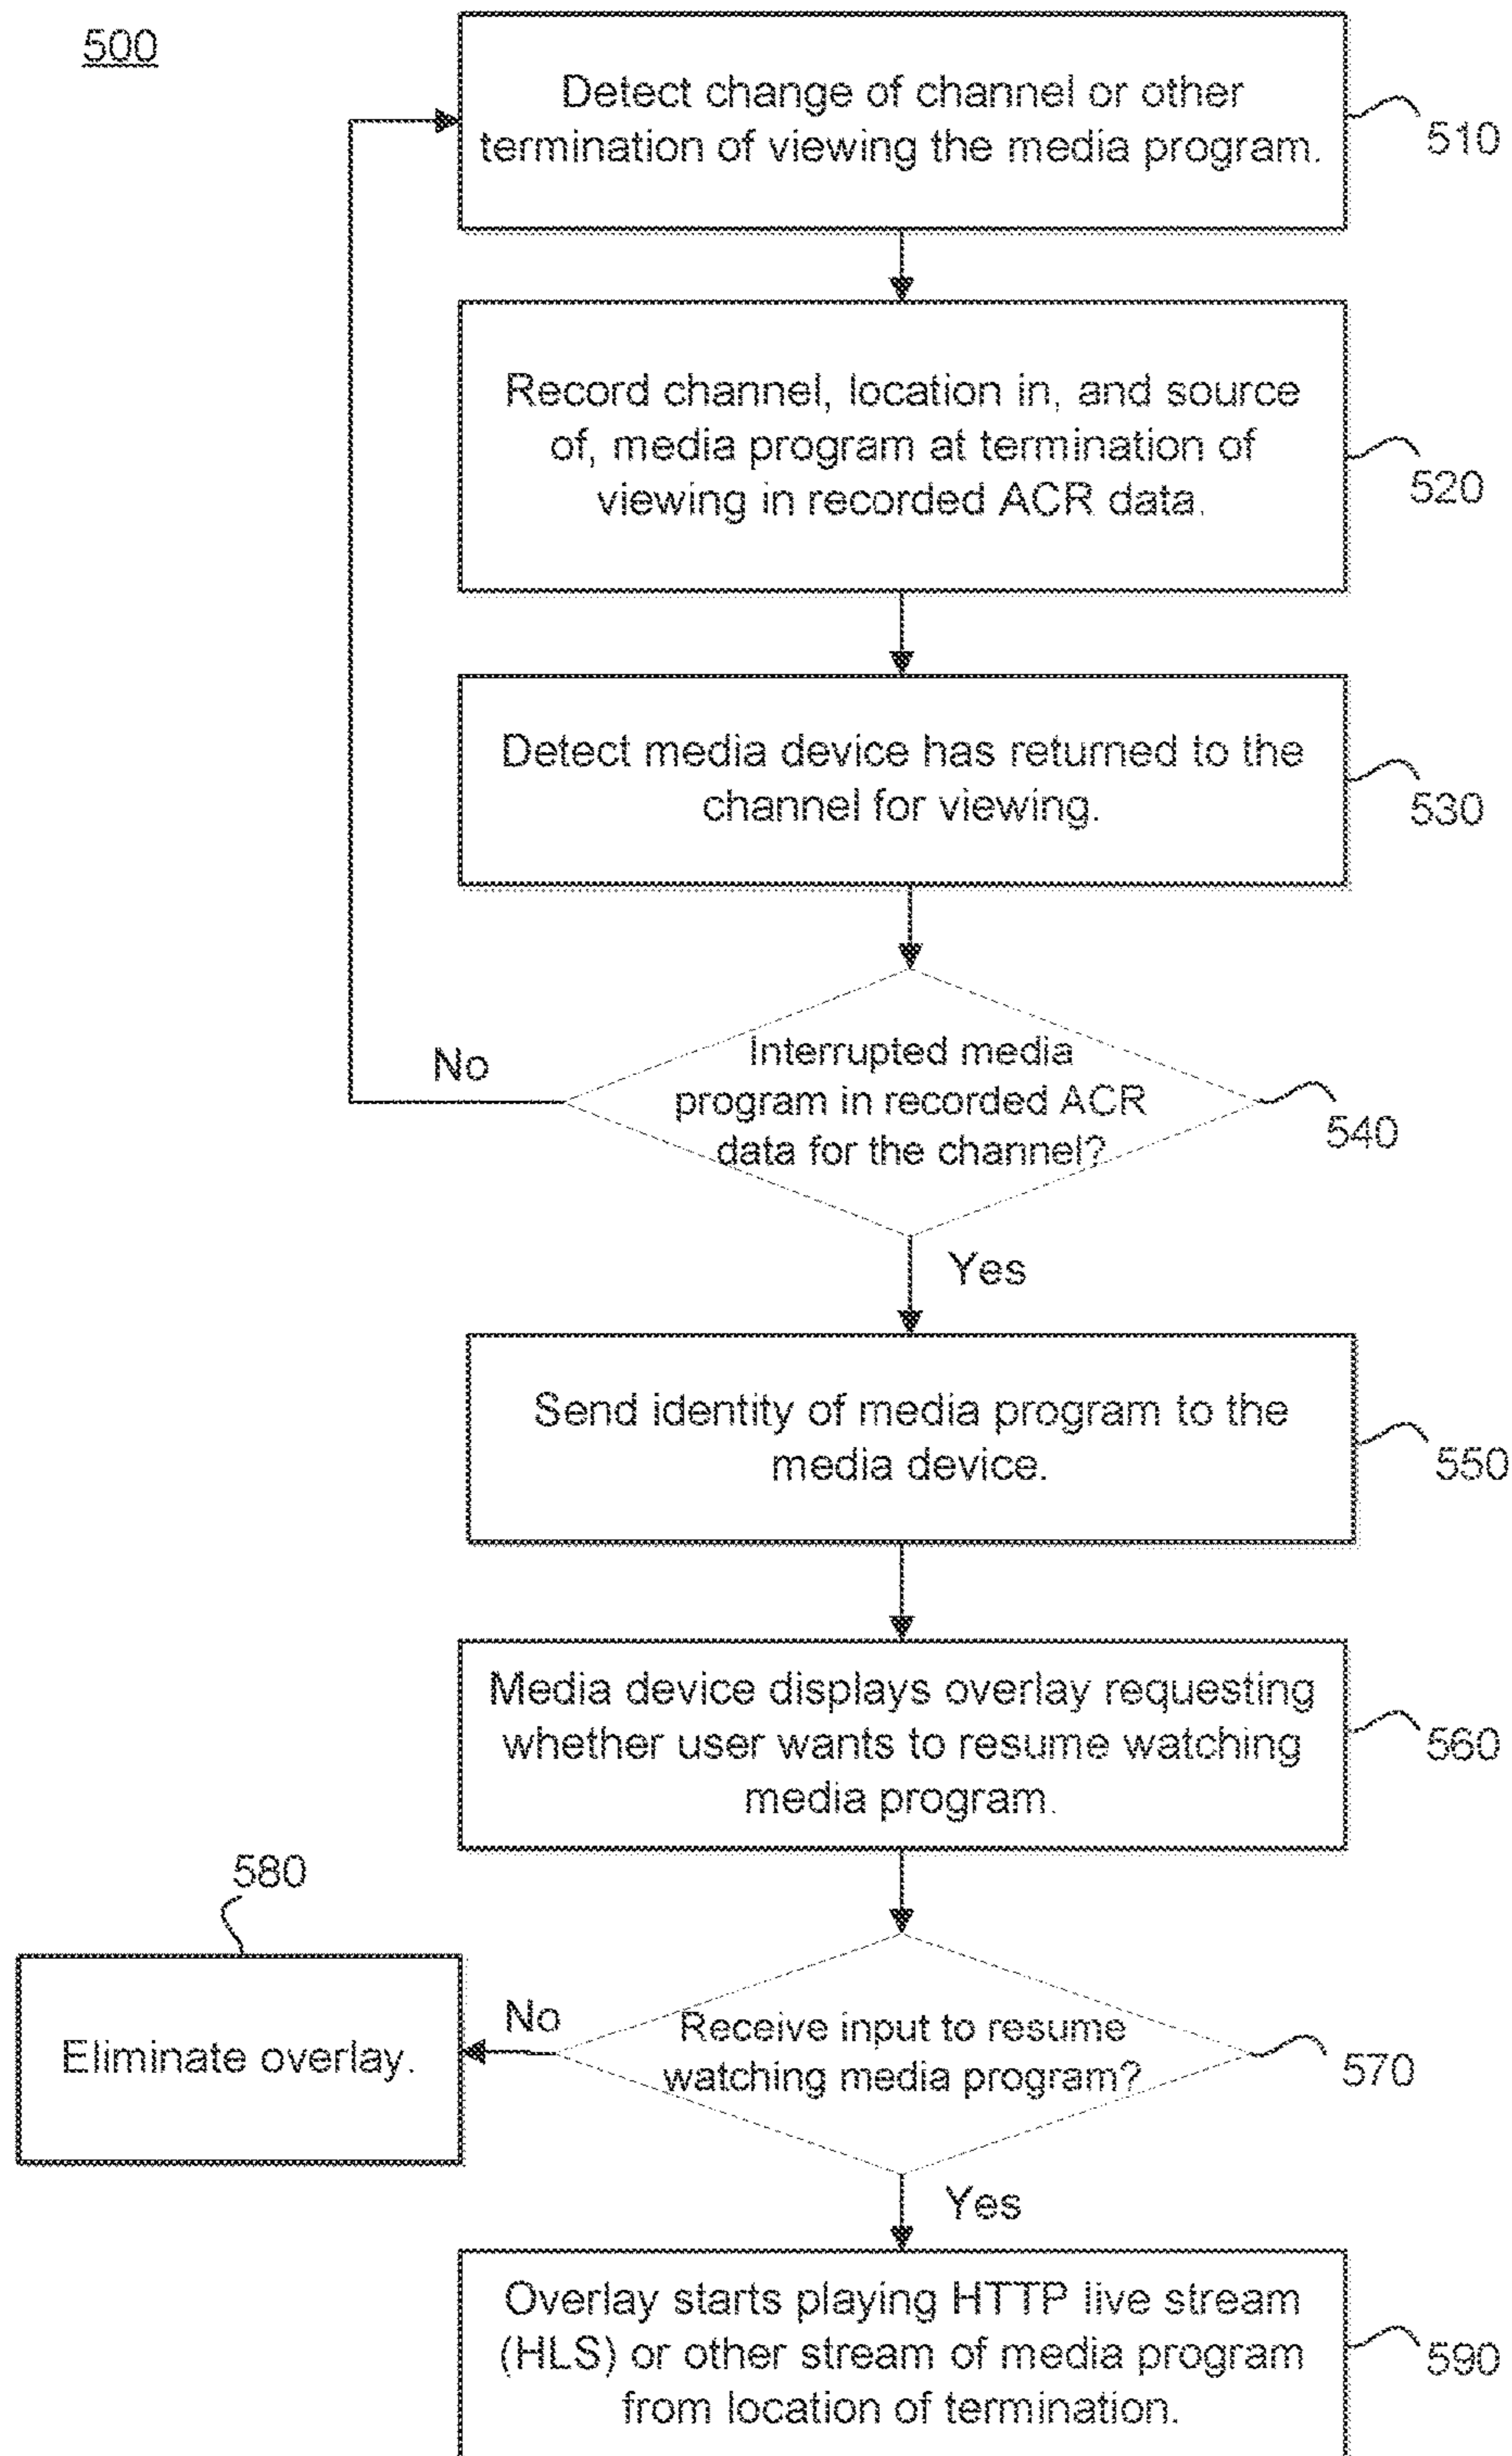 500
Detect change of channel or other
termination of viewing the media program.
510
Record channel, location in, and source
of, media program at termination of
viewing in recorded ACR data.
520
Detect media device has returned to the
channel for viewing.
530
Interrupted media
program in recorded ACR
data for the channel?
540
No
Yes
Send identity of media program to the
media device.
550
Media device displays overlay requesting
whether user wants to resume watching
media program.
560
580
Eliminate overlay.
No
Receive input to resume
watching media program?
570
Yes
Overlay starts playing HTTP live stream
(HLS) or other stream of media program
from location of termination.
590